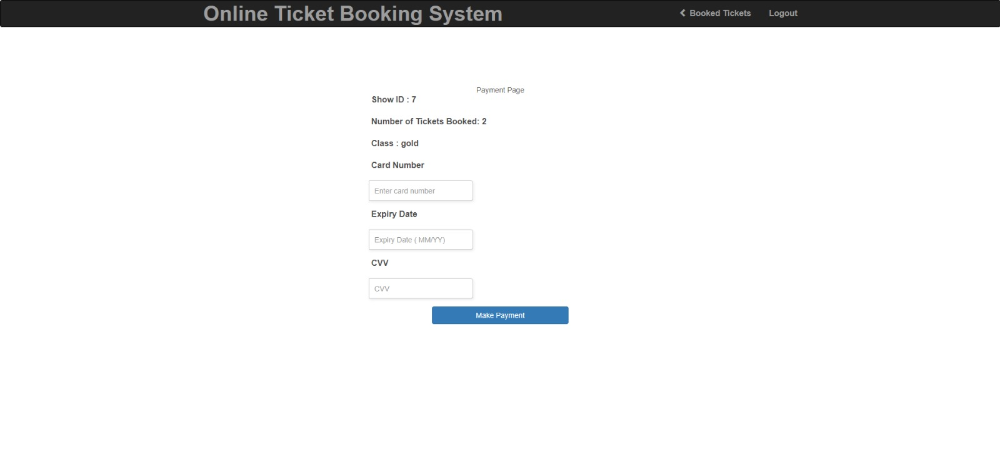 Online Ticket Booking System
Booked Tickets
Logout
Payment Page
Show ID : 7
Number of Tickets Booked: 2
Class : gold
Card Number
Enter card number
Expiry Date
Expiry Date ( MM/YY)
CVV
CVV
Make Payment